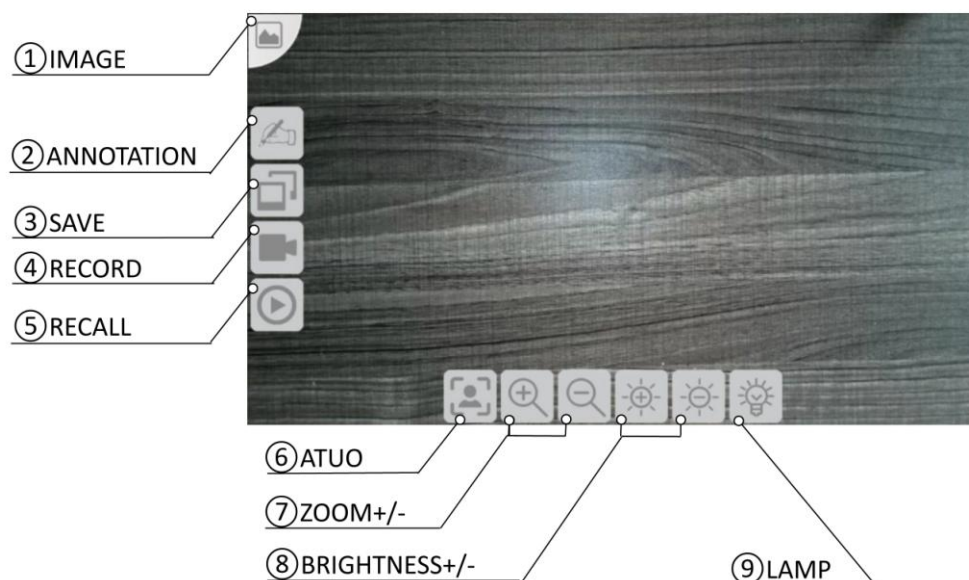 ①IMAGE
②ANNOTATION
③SAVE
④RECORD
⑤RECALL
⑥ATUO
⑦ZOOM+/-
⑧BRIGHTNESS+/-
⑨LAMP